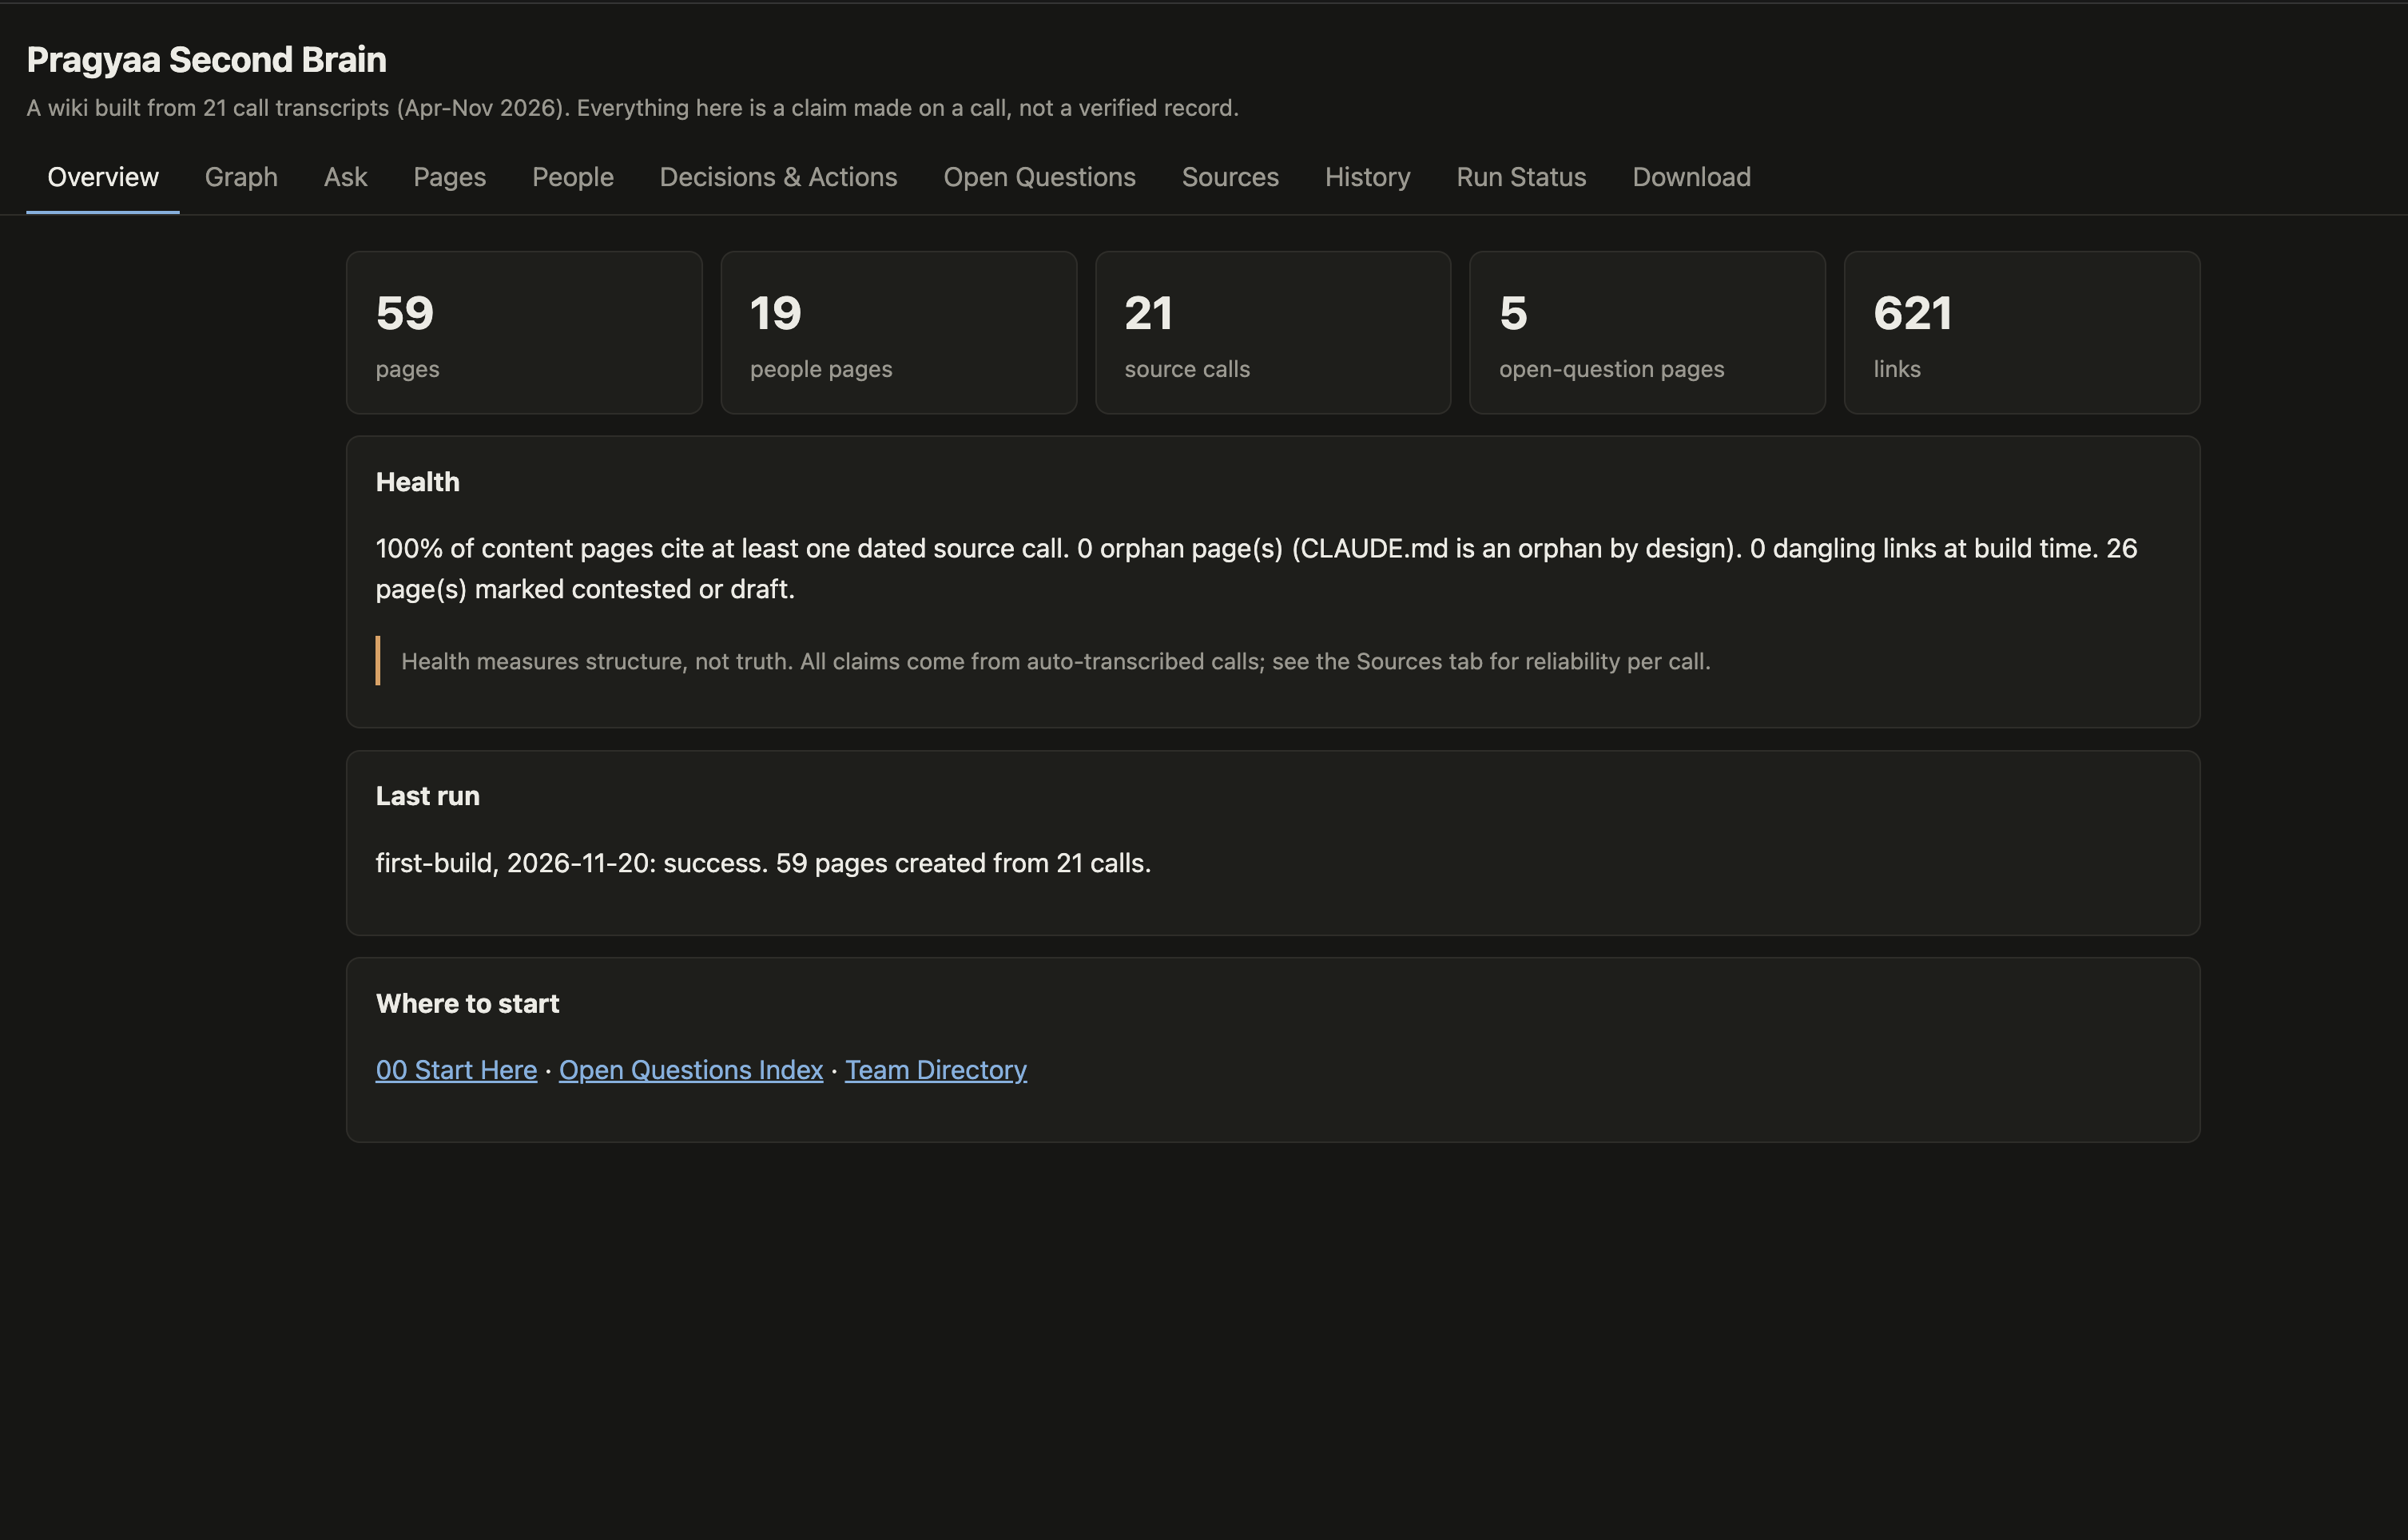 Pragyaa Second Brain
A wiki built from 21 call transcripts (Apr-Nov 2026). Everything here is a claim made on a call, not a verified record.
Overview Graph Ask Pages People Decisions & Actions Open Questions Sources History Run Status Download
59 19 21 5 621
pages people pages source calls open-question pages links
Health
100% of content pages cite at least one dated source call. 0 orphan page(s) (CLAUDE.md is an orphan by design). 0 dangling links at build time. 26
page(s) marked contested or draft.
Health measures structure, not truth. All claims come from auto-transcribed calls; see the Sources tab for reliability per call.
Last run
first-build, 2026-11-20: success. 59 pages created from 21 calls.
Where to start
00 Start Here · Open Questions Index · Team Directory